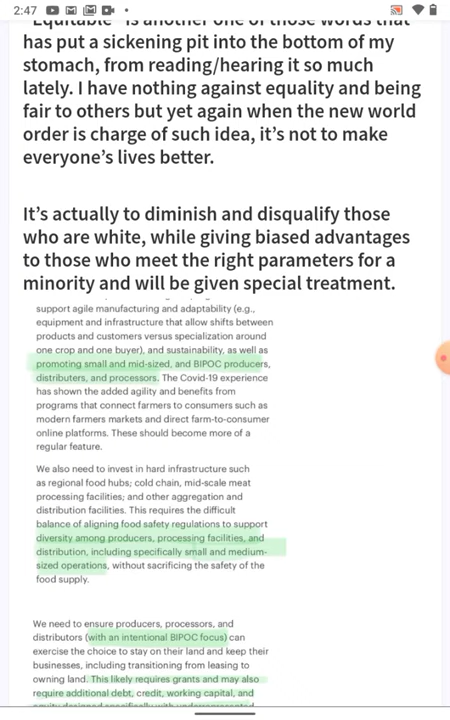 2:47
"Equitable" is another one of those words that
has put a sickening pit into the bottom of my
stomach, from reading/hearing it so much
lately. I have nothing against equality and being
fair to others but yet again when the new world
order is charge of such idea, it's not to make
everyone's lives better.
It's actually to diminish and disqualify those
who are white, while giving biased advantages
to those who meet the right parameters for a
minority and will be given special treatment.
support agile manufacturing and adaptability (e.g.,
equipment and infrastructure that allow shifts between
products and customers versus specialization around
one crop and one buyer), and sustainability, as well as
promoting small and mid-sized, and BIPOC producers,
distributers, and processors. The Covid-19 experience
has shown the added agility and benefits from
programs that connect farmers to consumers such as
modern farmers markets and direct farm-to-consumer
online platforms. These should become more of a
regular feature.
We also need to invest in hard infrastructure such
as regional food hubs; cold chain, mid-scale meat
processing facilities; and other aggregation and
distribution facilities. This requires the difficult
balance of aligning food safety regulations to support
diversity among producers, processing facilities, and
distribution, including specifically small and medium-
sized operations, without sacrificing the safety of the
food supply.
We need to ensure producers, processors, and
distributors (with an intentional BIPOC focus) can
exercise the choice to stay on their land and keep their
businesses, including transitioning from leasing to
owning land. This likely requires grants and may also
require additional debt, credit, working capital, and
equity designed specifically with underrepresented